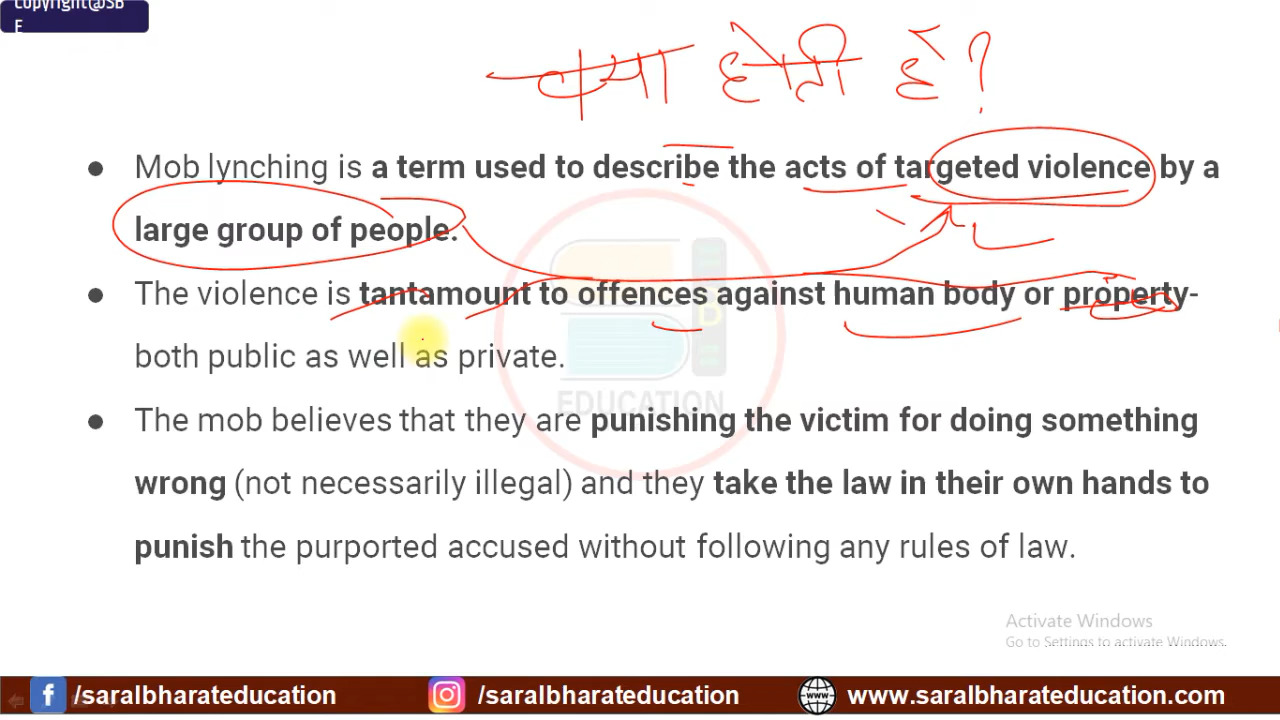 Copyright@SB
E
क्या होती है?
● Mob lynching is a term used to describe the acts of targeted violence by a
large group of people.
● The violence is tantamount to offences against human body or property-
both public as well as private.
● The mob believes that they are punishing the victim for doing something
wrong (not necessarily illegal) and they take the law in their own hands to
punish the purported accused without following any rules of law.
EDUCATION
Activate Windows
Go to Settings to activate Windows.
/saralbharateducation /saralbharateducation www.saralbharateducation.com